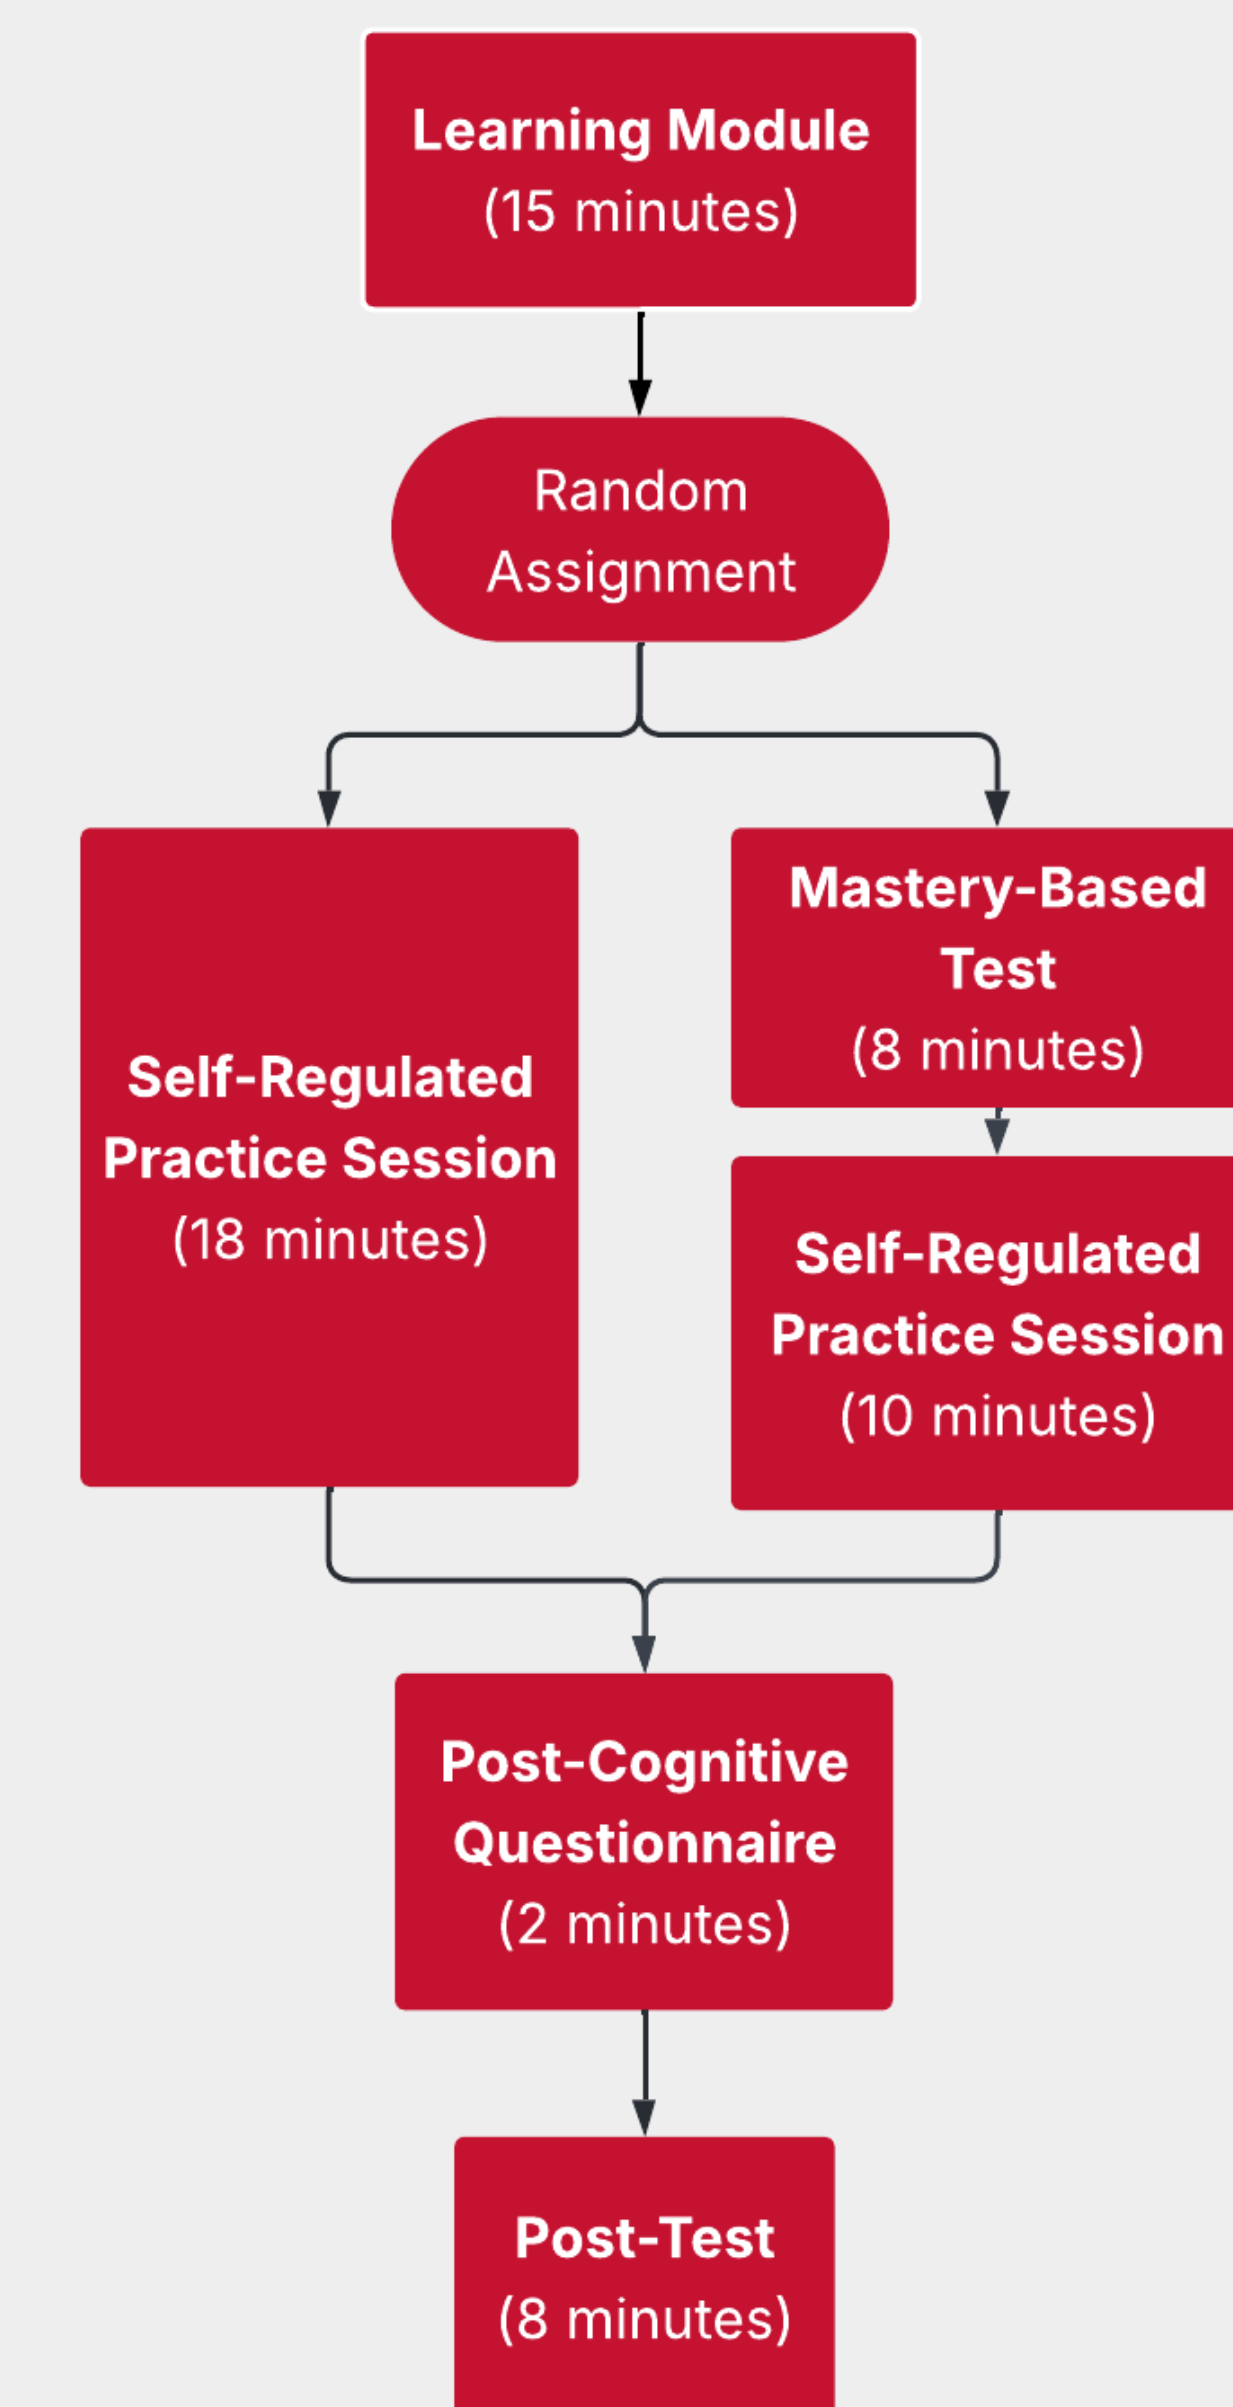 Learning Module
(15 minutes)
Random
Assignment
Self-Regulated
Practice Session
(18 minutes)
Mastery-Based
Test
(8 minutes)
Self-Regulated
Practice Session
(10 minutes)
Post-Cognitive
Questionnaire
(2 minutes)
Post-Test
(8 minutes)